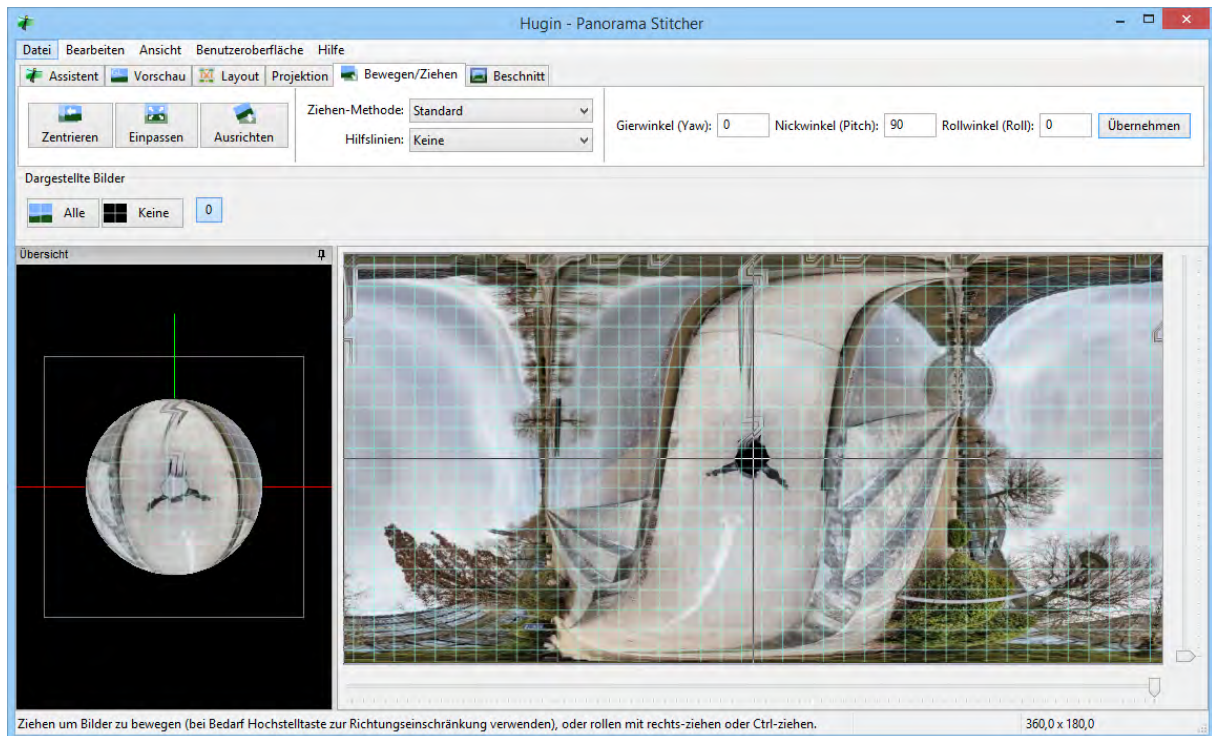 Hugin - Panorama Stitcher
Datei Bearbeiten Ansicht Benutzeroberfläche Hilfe
Assistent Vorschau Layout Projektion Bewegen/Ziehen Beschnitt
Zentrieren Einpassen Ausrichten
Ziehen-Methode: Standard
Hilfslinien: Keine
Gierwinkel (Yaw): 0 Nickwinkel (Pitch): 90 Rollwinkel (Roll): 0 Übernehmen
Dargestellte Bilder
Alle Keine 0
Übersicht
Ziehen um Bilder zu bewegen (bei Bedarf Hochstelltaste zur Richtungseinschränkung verwenden), oder rollen mit rechts-ziehen oder Ctrl-ziehen. 360,0 x 180,0